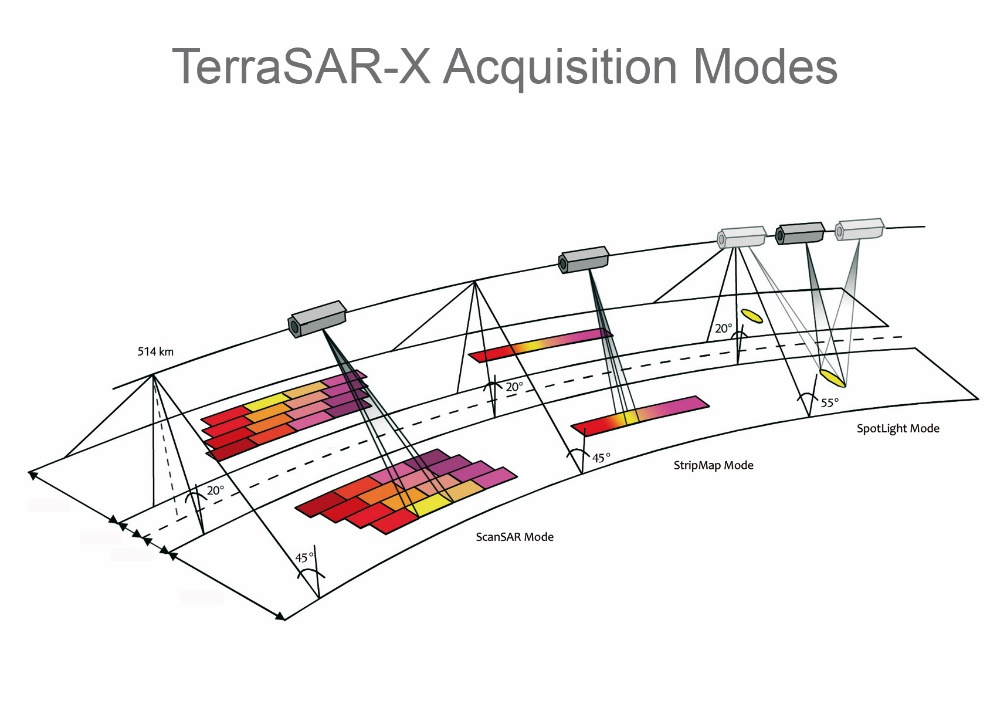 TerraSAR-X Acquisition Modes
514 km
20°
45°
ScanSAR Mode
20°
45°
StripMap Mode
20°
55°
SpotLight Mode